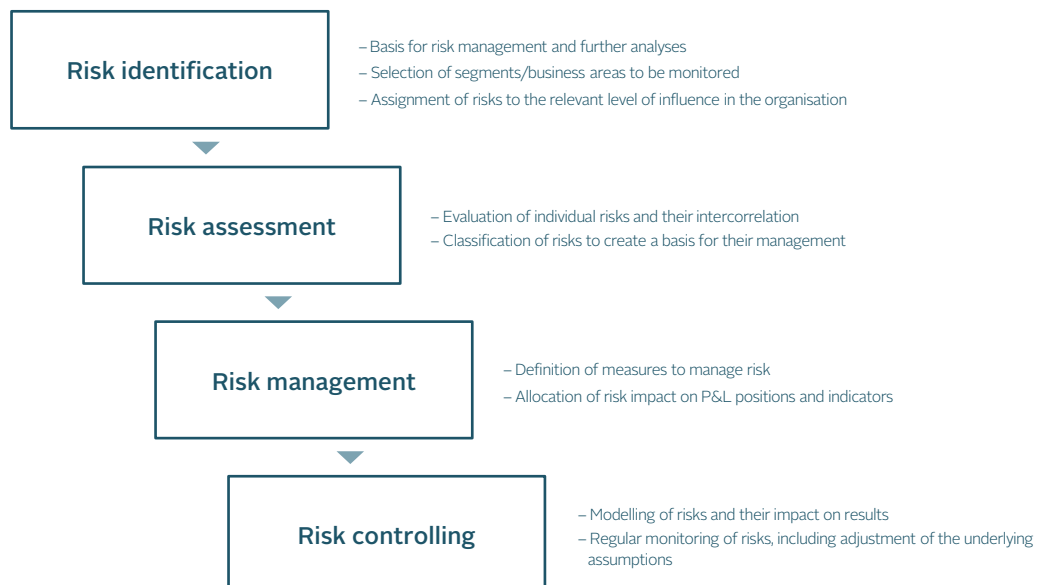 Risk identification
– Basis for risk management and further analyses
– Selection of segments/business areas to be monitored
– Assignment of risks to the relevant level of influence in the organisation
Risk assessment
– Evaluation of individual risks and their intercorrelation
– Classification of risks to create a basis for their management
Risk management
– Definition of measures to manage risk
– Allocation of risk impact on P&L positions and indicators
Risk controlling
– Modelling of risks and their impact on results
– Regular monitoring of risks, including adjustment of the underlying
assumptions